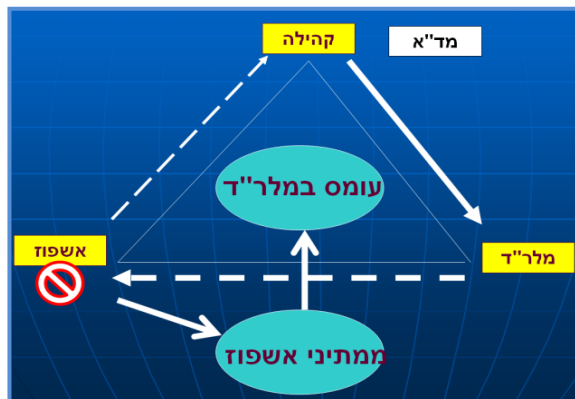 קהילה
מד"א
עומס במלר"ד
אשפוז
מלר"ד
ממתיני אשפוז